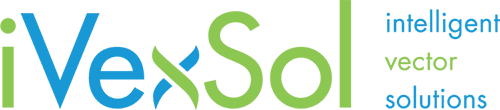 iVexSol
intelligent
vector
solutions